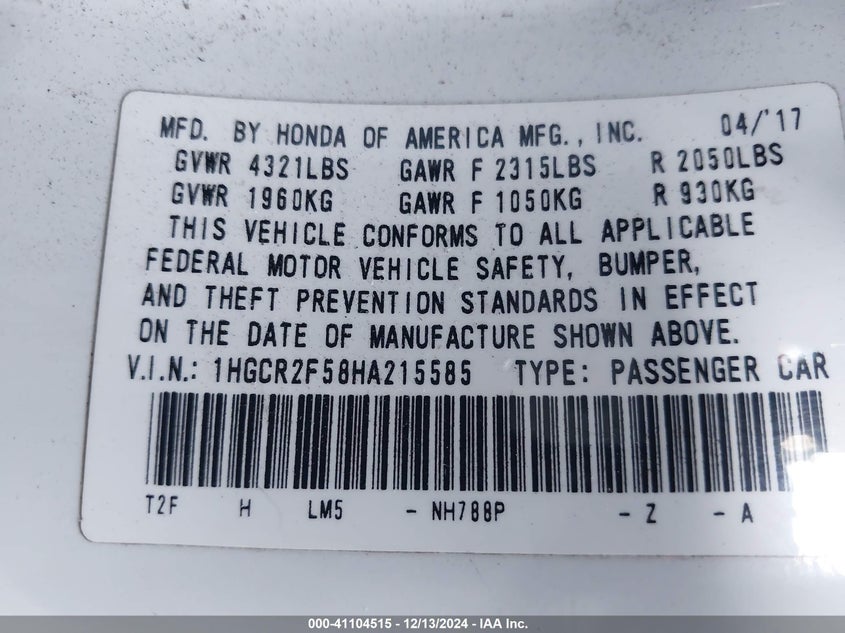 MFD. BY HONDA OF AMERICA MFG., INC. 04/'17
GVWR 4321LBS GAWR F 2315LBS R 2050LBS
GVWR 1960KG GAWR F 1050KG R 930KG
THIS VEHICLE CONFORMS TO ALL APPLICABLE
FEDERAL MOTOR VEHICLE SAFETY, BUMPER,
AND THEFT PREVENTION STANDARDS IN EFFECT
ON THE DATE OF MANUFACTURE SHOWN ABOVE.
V.I.N.: 1HGCR2F58HA215585 TYPE: PASSENGER CAR
T2F H LM5 - NH788P - Z - A
000-41104515 - 12/13/2024 - IAA Inc.